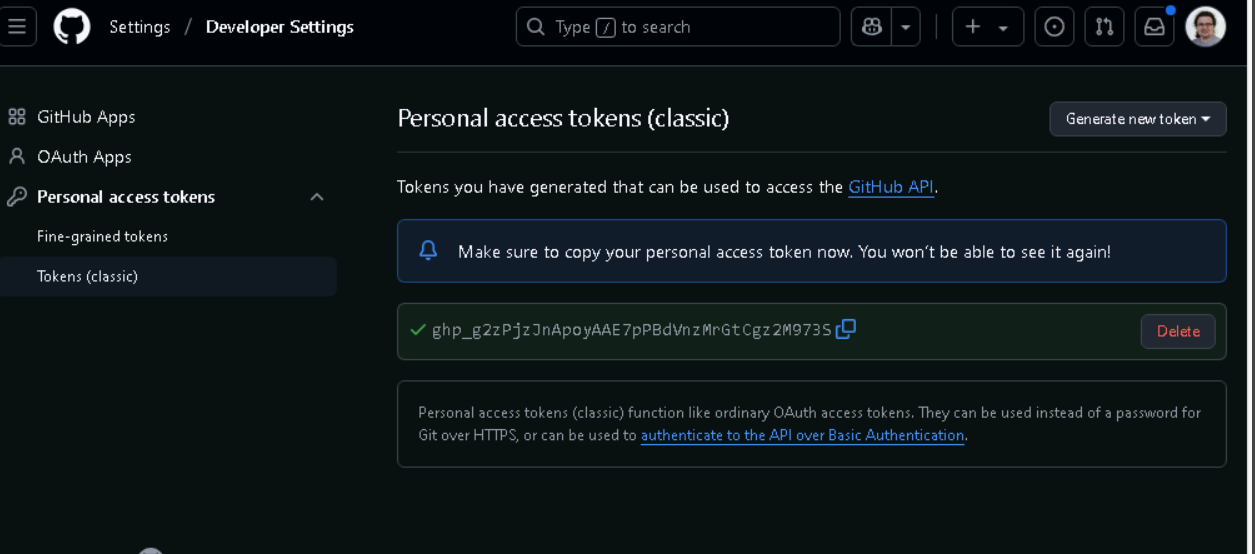 Settings / Developer Settings
Type / to search
GitHub Apps
OAuth Apps
Personal access tokens
Fine-grained tokens
Tokens (classic)
Personal access tokens (classic)
Generate new token
Tokens you have generated that can be used to access the GitHub API.
Make sure to copy your personal access token now. You won't be able to see it again!
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
Delete
Personal access tokens (classic) function like ordinary OAuth access tokens. They can be used instead of a password for
Git over HTTPS, or can be used to authenticate to the API over Basic Authentication.